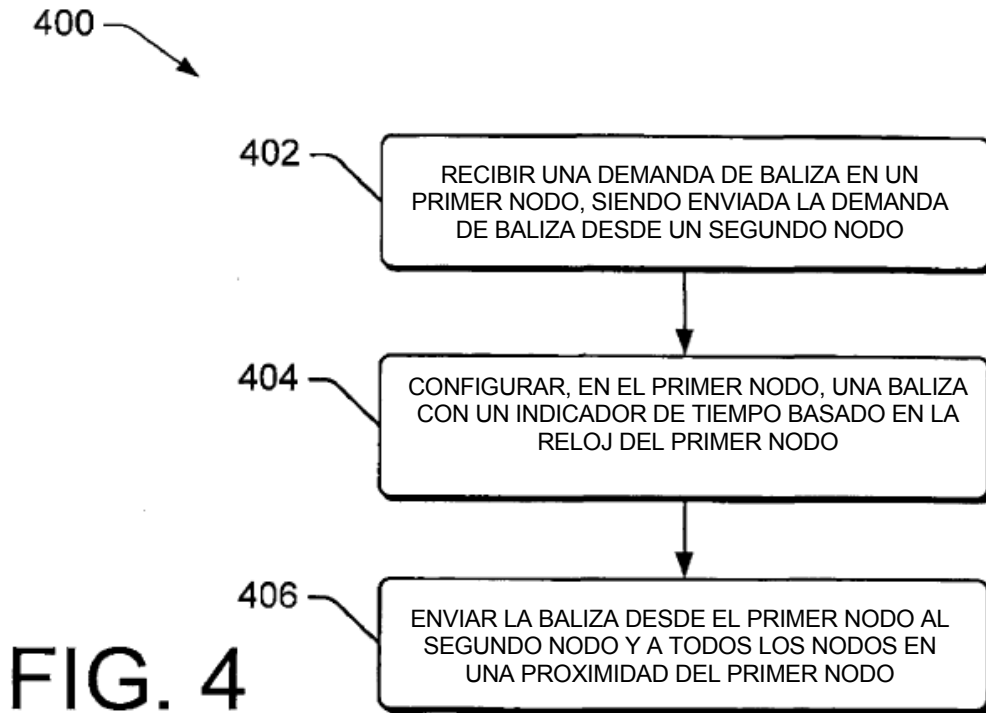 400
402
RECIBIR UNA DEMANDA DE BALIZA EN UN
PRIMER NODO, SIENDO ENVIADA LA DEMANDA
DE BALIZA DESDE UN SEGUNDO NODO
404
CONFIGURAR, EN EL PRIMER NODO, UNA BALIZA
CON UN INDICADOR DE TIEMPO BASADO EN LA
RELOJ DEL PRIMER NODO
406
ENVIAR LA BALIZA DESDE EL PRIMER NODO AL
SEGUNDO NODO Y A TODOS LOS NODOS EN
UNA PROXIMIDAD DEL PRIMER NODO
FIG. 4